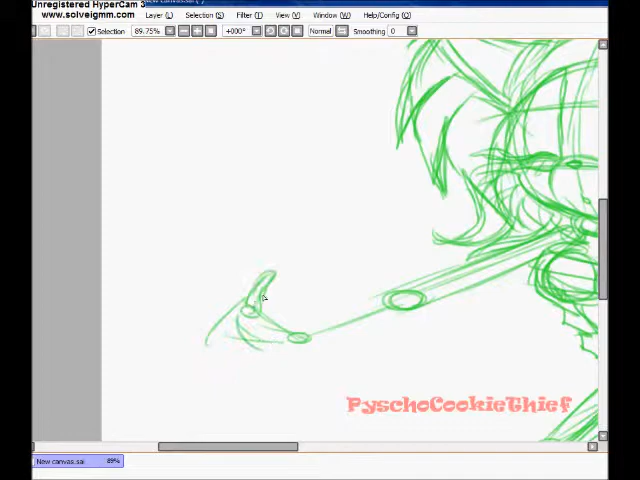 Unregistered HyperCam 3
www.solveigmm.com
Layer (L) Selection (S) Filter (T) View (V) Window (W) Help/Config (O)
Selection 89.75% +000° Normal Smoothing 0
PyschoCookieThief
New canvas.sai 89%